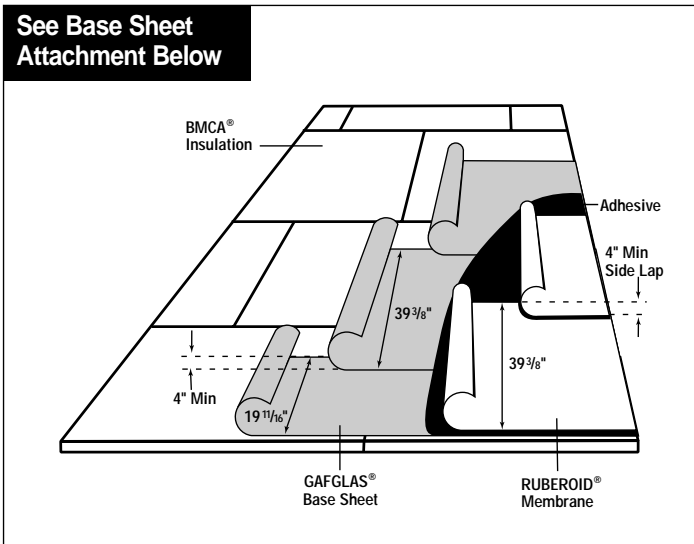 See Base Sheet
Attachment Below
BMCA®
Insulation
Adhesive
4" Min
Side Lap
39 3/8"
39 3/8"
4" Min
19 11/16"
GAFGLAS®
Base Sheet
RUBEROID®
Membrane